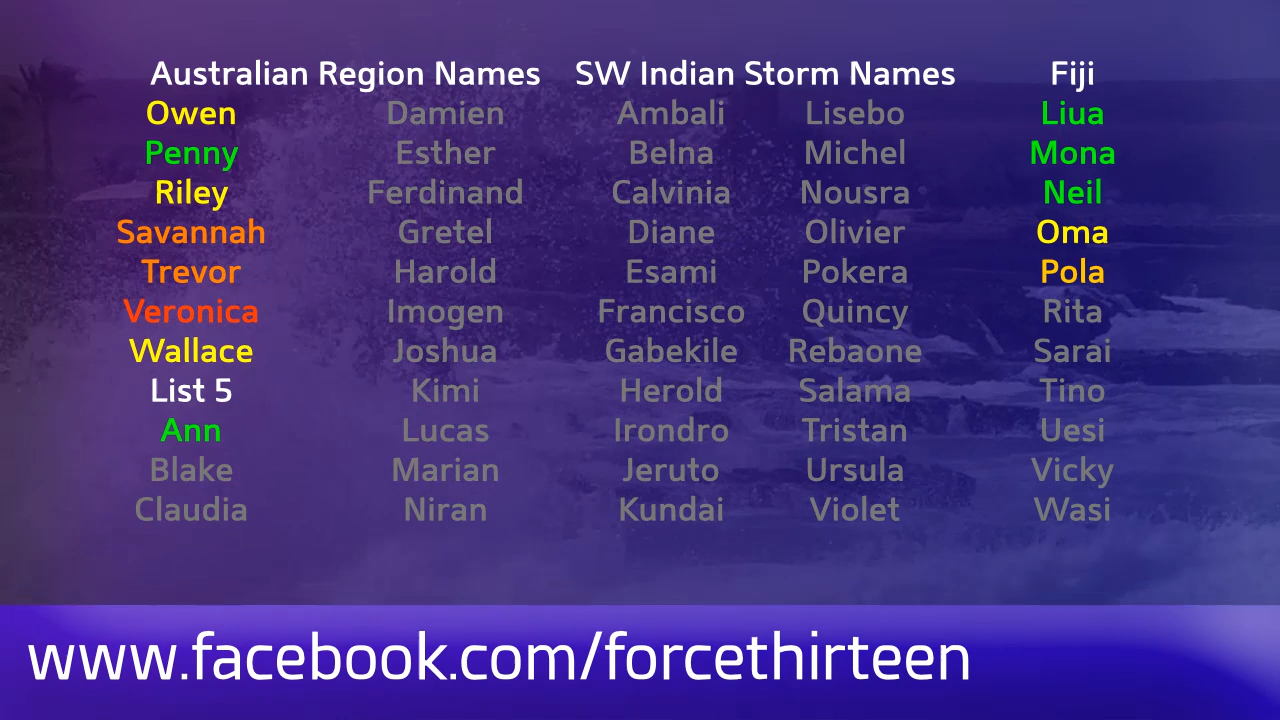 Australian Region Names SW Indian Storm Names Fiji
Owen Damien Ambali Lisebo Liua
Penny Esther Belna Michel Mona
Riley Ferdinand Calvinia Nousra Neil
Savannah Gretel Diane Olivier Oma
Trevor Harold Esami Pokera Pola
Veronica Imogen Francisco Quincy Rita
Wallace Joshua Gabekile Rebaone Sarai
List 5 Kimi Herold Salama Tino
Ann Lucas Irondro Tristan Uesi
Blake Marian Jeruto Ursula Vicky
Claudia Niran Kundai Violet Wasi
www.facebook.com/forcethirteen